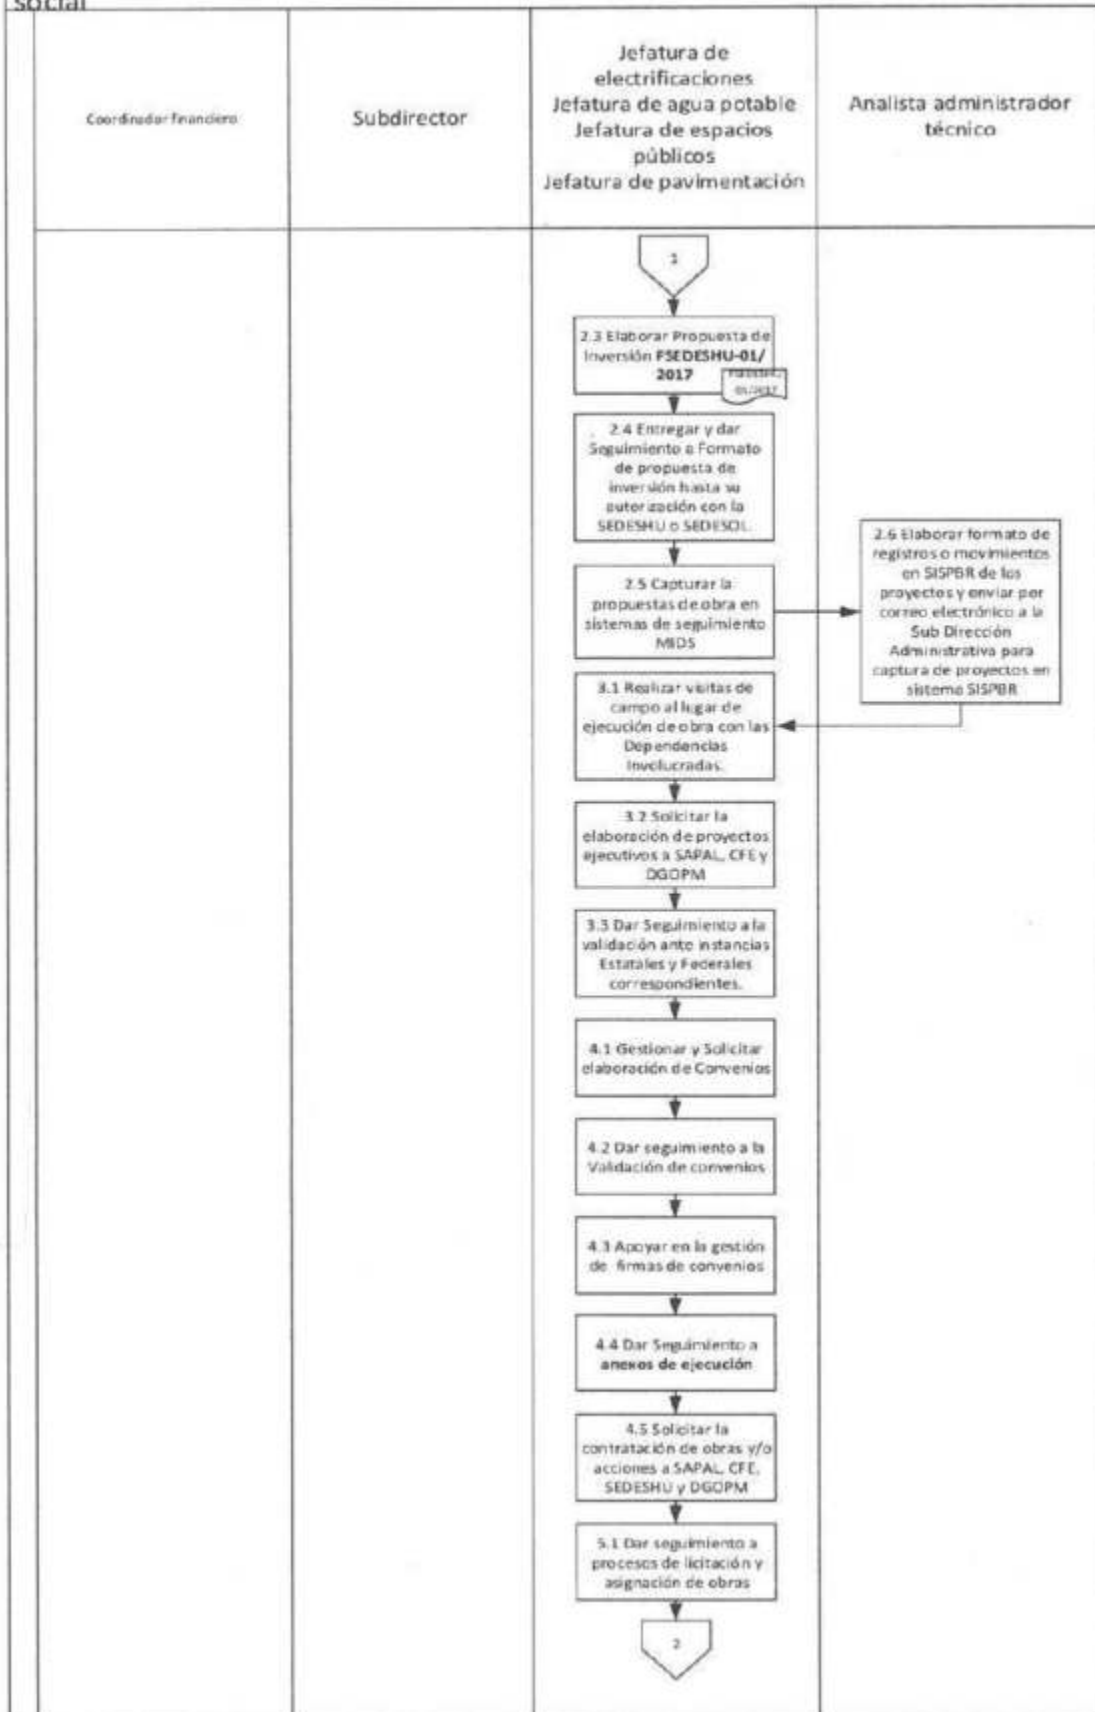 social
Coordinador financiero
Subdirector
Jefatura de
electrificaciones
Jefatura de agua potable
Jefatura de espacios
públicos
Jefatura de pavimentación
Analista administrador
técnico
1
2.3 Elaborar Propuesta de
Inversión FSEDESHU-01/
2017
01/2017
2.4 Entregar y dar
Seguimiento a Formato
de propuesta de
inversión hasta su
autorización con la
SEDESHU o SEDESOL.
2.5 Capturar la
propuestas de obra en
sistemas de seguimiento
MIDS
2.6 Elaborar formato de
registros o movimientos
en SISPBR de los
proyectos y enviar por
correo electrónico a la
Sub Dirección
Administrativa para
captura de proyectos en
sistema SISPBR
3.1 Realizar visitas de
campo al lugar de
ejecución de obra con las
Dependencias
Involucradas.
3.2 Solicitar la
elaboración de proyectos
ejecutivos a SAPAL, CFE y
DGOPM
3.3 Dar Seguimiento a la
validación ante instancias
Estatales y Federales
correspondientes.
4.1 Gestionar y Solicitar
elaboración de Convenios
4.2 Dar seguimiento a la
Validación de convenios
4.3 Apoyar en la gestión
de firmas de convenios
4.4 Dar Seguimiento a
anexos de ejecución
4.5 Solicitar la
contratación de obras y/o
acciones a SAPAL, CFE,
SEDESHU y DGOPM
5.1 Dar seguimiento a
procesos de licitación y
asignación de obras
2